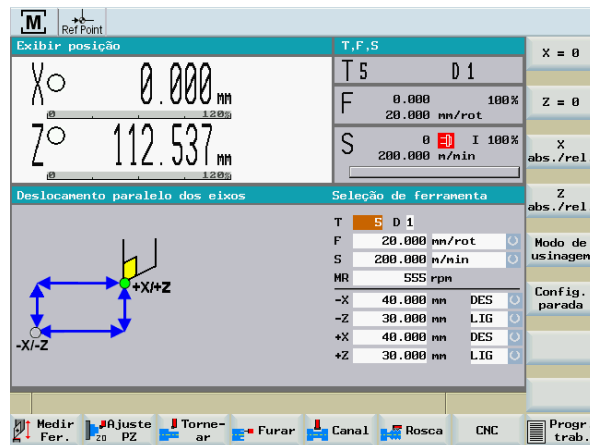 M Ref Point
Exibir posição
T,F,S
X 0.000 mm
0 120%
Z 112.537 mm
0 120%
T 5 D 1
F 0.000 100%
20.000 mm/rot
S 0 I 100%
200.000 m/min
Deslocamento paralelo dos eixos
+X/+Z
-X/-Z
Seleção de ferramenta
T 5 D 1
F 20.000 mm/rot
S 200.000 m/min
MR 555 rpm
-X 40.000 mm DES
-Z 30.000 mm LIG
+X 40.000 mm DES
+Z 30.000 mm LIG
X = 0
Z = 0
X
abs./rel
Z
abs./rel
Modo de
usinagem
Config.
parada
Medir
Fer.
Ajuste
Z0 PZ
Torne-
ar
Furar
Canal
Rosca
CNC
Progr
trab.